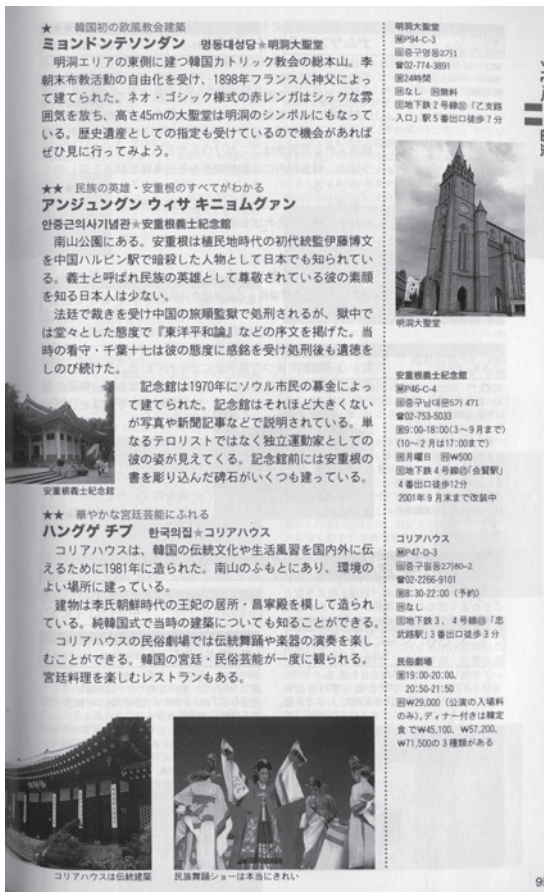 ★ 韓国初の欧風教会建築
ミョンドンテソンダン 명동대성당★明洞大聖堂
明洞エリアの東側に建つ韓国カトリック教会の総本山。李
朝末布教活動の自由化を受け、1898年フランス人神父によっ
て建てられた。ネオ・ゴシック様式の赤レンガはシックな雰
囲気を放ち、高さ45mの大聖堂は明洞のシンボルにもなって
いる。歴史遺産としての指定も受けているので機会があれば
ぜひ見に行ってみよう。
★★ 民族の英雄・安重根のすべてがわかる
アンジュングン ウィサ キニョムグァン
안중근의사기념관★安重根義士紀念館
南山公園にある。安重根は植民地時代の初代統監伊藤博文
を中国ハルビン駅で暗殺した人物として日本でも知られてい
る。義士と呼ばれ民族の英雄として尊敬されている彼の素顔
を知る日本人は少ない。
法廷で裁きを受け中国の旅順監獄で処刑されるが、獄中で
は堂々とした態度で『東洋平和論』などの序文を掲げた。当
時の看守・千葉十七は彼の態度に感銘を受け処刑後も遺徳を
しのび続けた。
記念館は1970年にソウル市民の募金によっ
て建てられた。記念館はそれほど大きくない
が写真や新聞記事などで説明されている。単
なるテロリストではなく独立運動家としての
彼の姿が見えてくる。記念館前には安重根の
書を彫り込んだ碑石がいくつも建っている。
安重根義士紀念館
★★ 華やかな宮廷芸能にふれる
ハングゲ チプ 한국의집★コリアハウス
コリアハウスは、韓国の伝統文化や生活風習を国内外に伝
えるために1981年に造られた。南山のふもとにあり、環境の
よい場所に建っている。
建物は李氏朝鮮時代の王妃の居所・昌寧殿を模して造られ
ている。純韓国式で当時の建築についても知ることができる。
コリアハウスの民俗劇場では伝統舞踊や楽器の演奏を楽し
むことができる。韓国の宮廷・民俗芸能が一度に観られる。
宮廷料理を楽しむレストランもある。
コリアハウスは伝統建築
民族舞踊ショーは本当にきれい
明洞大聖堂
MP94-C-3
住중구명동2가1
☎02-774-3891
開24時間
休なし 料無料
交地下鉄2号線「乙支路
入口」駅5番出口徒歩7分
明洞大聖堂
安重根義士紀念館
MP46-C-4
住중구남대문5가 471
☎02-753-5033
開9:00-18:00(3～9月まで)
(10～2月は17:00まで)
休月曜日 料₩500
交地下鉄4号線「会賢駅」
4番出口徒歩12分
2001年9月末まで改装中
コリアハウス
MP47-D-3
住중구필동2가80-2
☎02-2266-9101
開8:30-22:00(予約)
休なし
交地下鉄3、4号線「忠
武路駅」3番出口徒歩3分
民俗劇場
開19:00-20:00、
20:50-21:50
料₩29,000(公演の入場料
のみ)。ディナー付きは韓定
食で₩45,100、₩57,200、
₩71,500の3種類がある